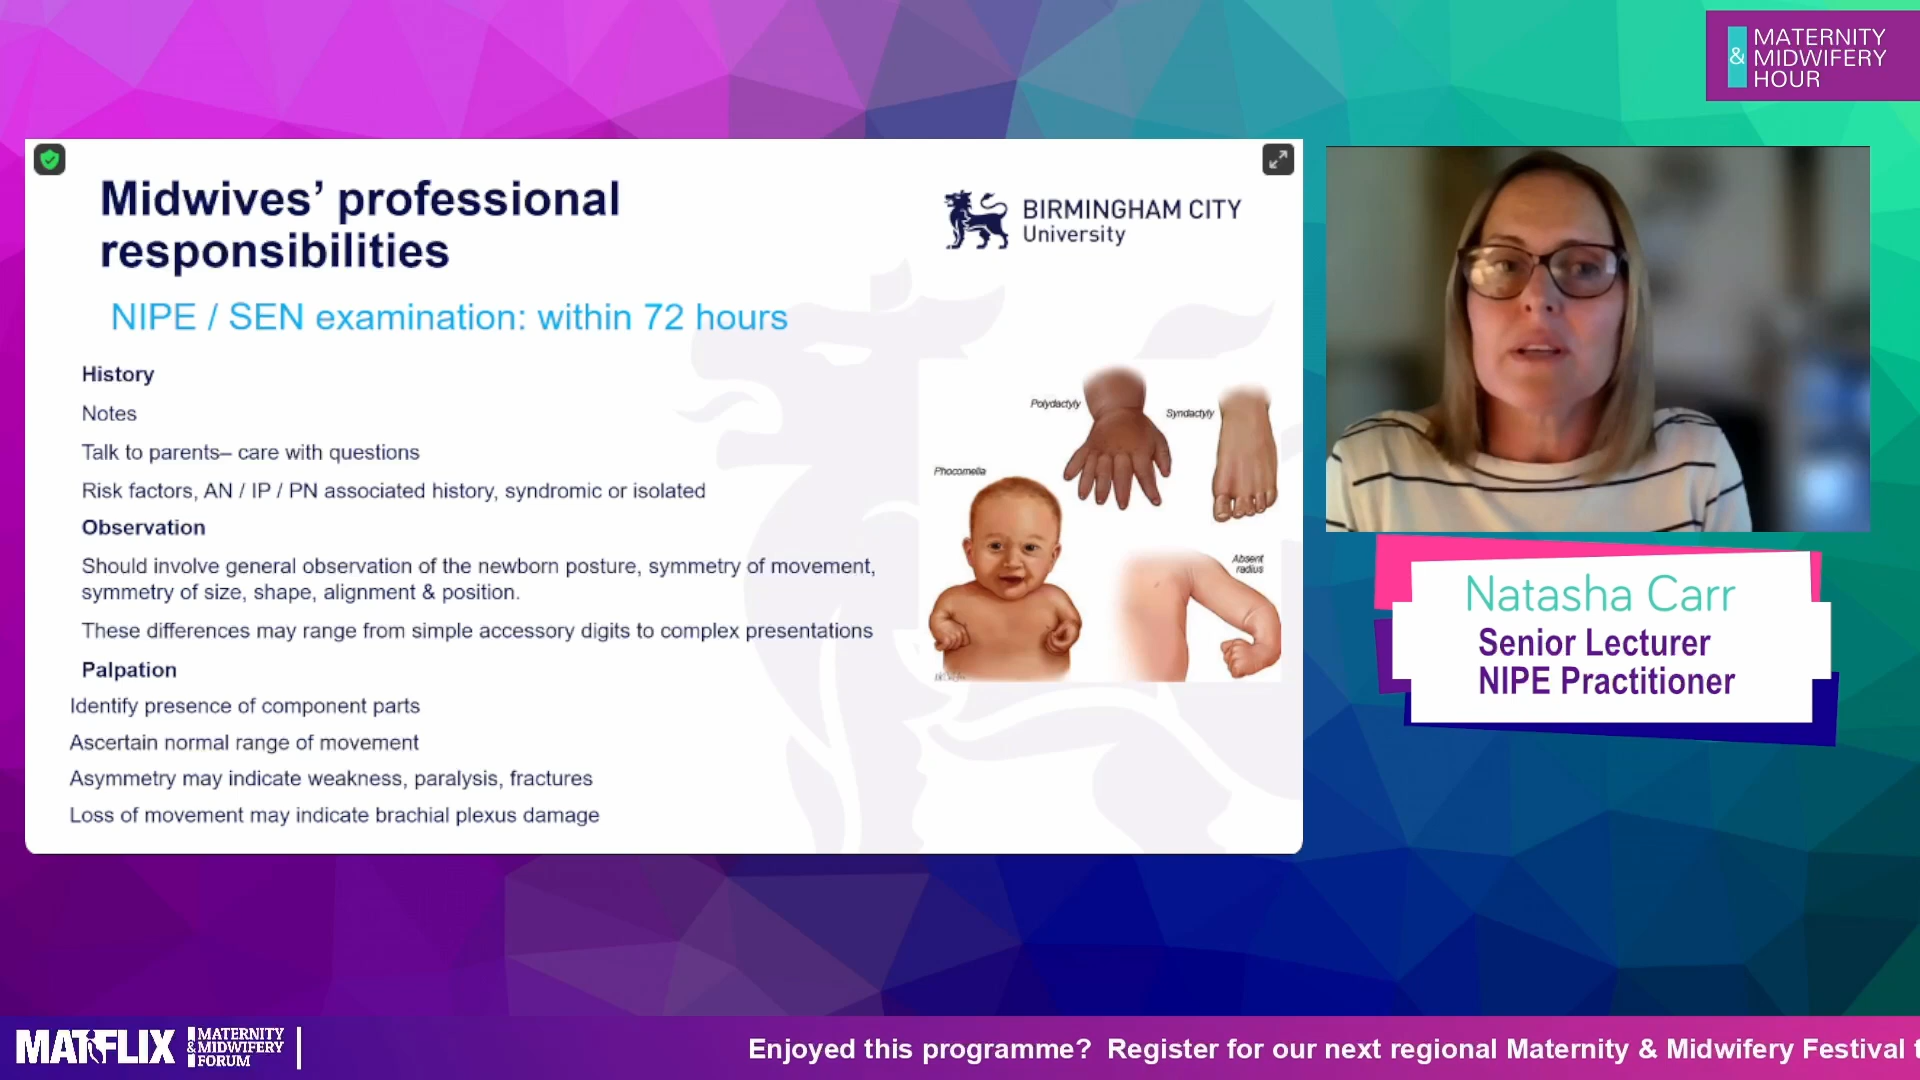 MATERNITY
& MIDWIFERY
HOUR
Midwives’ professional
responsibilities
BIRMINGHAM CITY
University
NIPE / SEN examination: within 72 hours
History
Notes
Talk to parents– care with questions
Risk factors, AN / IP / PN associated history, syndromic or isolated
Observation
Should involve general observation of the newborn posture, symmetry of movement,
symmetry of size, shape, alignment & position.
These differences may range from simple accessory digits to complex presentations
Palpation
Identify presence of component parts
Ascertain normal range of movement
Asymmetry may indicate weakness, paralysis, fractures
Loss of movement may indicate brachial plexus damage
Polydactyly
Syndactyly
Phocomelia
Absent
radius
Natasha Carr
Senior Lecturer
NIPE Practitioner
MATFLIX
MATERNITY
& MIDWIFERY
FORUM
Enjoyed this programme? Register for our next regional Maternity & Midwifery Festival t